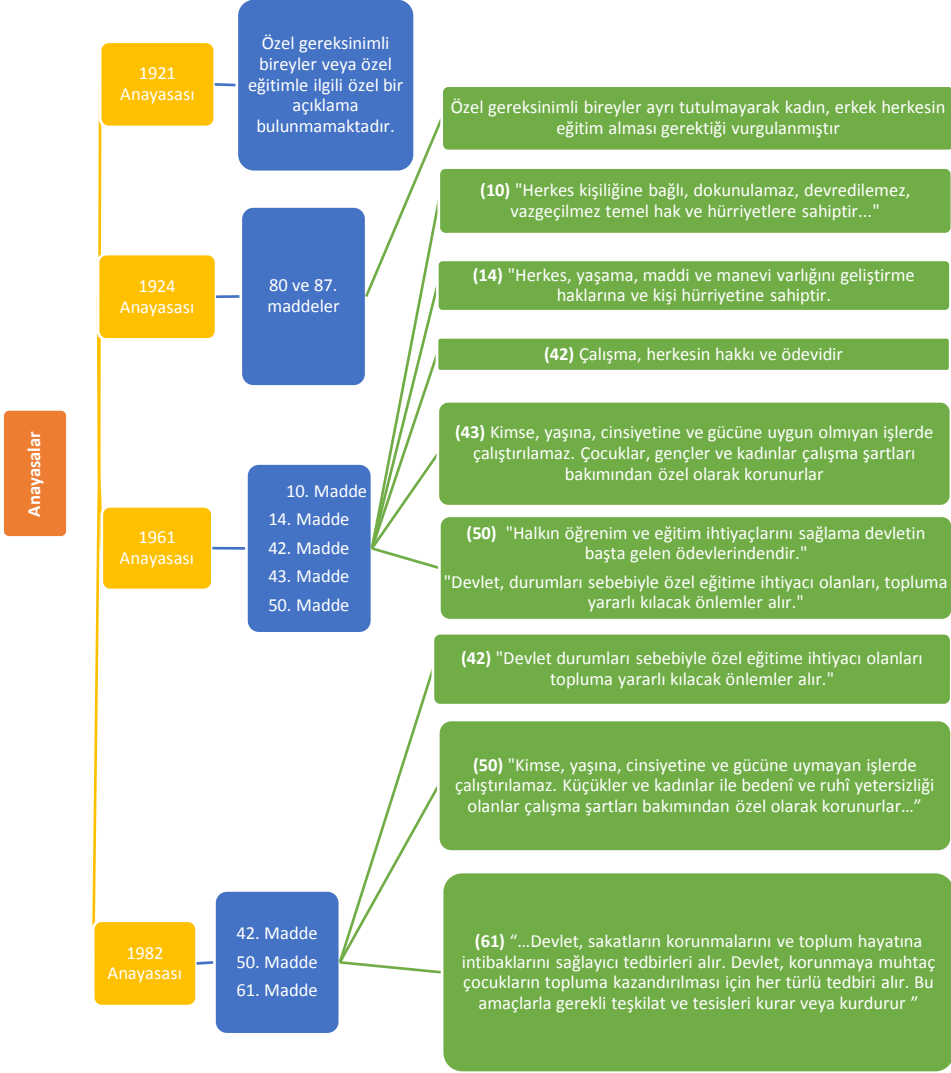 Anayasalar
1921
Anayasası
Özel gereksinimli
bireyler veya özel
eğitimle ilgili özel bir
açıklama
bulunmamaktadır.
1924
Anayasası
80 ve 87.
maddeler
Özel gereksinimli bireyler ayrı tutulmayarak kadın, erkek herkesin
eğitim alması gerektiği vurgulanmıştır
1961
Anayasası
10. Madde
14. Madde
42. Madde
43. Madde
50. Madde
(10) "Herkes kişiliğine bağlı, dokunulamaz, devredilemez,
vazgeçilmez temel hak ve hürriyetlere sahiptir..."
(14) "Herkes, yaşama, maddi ve manevi varlığını geliştirme
haklarına ve kişi hürriyetine sahiptir.
(42) Çalışma, herkesin hakkı ve ödevidir
(43) Kimse, yaşına, cinsiyetine ve gücüne uygun olmıyan işlerde
çalıştırılamaz. Çocuklar, gençler ve kadınlar çalışma şartları
bakımından özel olarak korunurlar
(50) "Halkın öğrenim ve eğitim ihtiyaçlarını sağlama devletin
başta gelen ödevlerindendir."
"Devlet, durumları sebebiyle özel eğitime ihtiyacı olanları, topluma
yararlı kılacak önlemler alır."
1982
Anayasası
42. Madde
50. Madde
61. Madde
(42) "Devlet durumları sebebiyle özel eğitime ihtiyacı olanları
topluma yararlı kılacak önlemler alır."
(50) "Kimse, yaşına, cinsiyetine ve gücüne uymayan işlerde
çalıştırılamaz. Küçükler ve kadınlar ile bedenî ve ruhî yetersizliği
olanlar çalışma şartları bakımından özel olarak korunurlar…”
(61) “…Devlet, sakatların korunmalarını ve toplum hayatına
intibaklarını sağlayıcı tedbirleri alır. Devlet, korunmaya muhtaç
çocukların topluma kazandırılması için her türlü tedbiri alır. Bu
amaçlarla gerekli teşkilat ve tesisleri kurar veya kurdurur ”